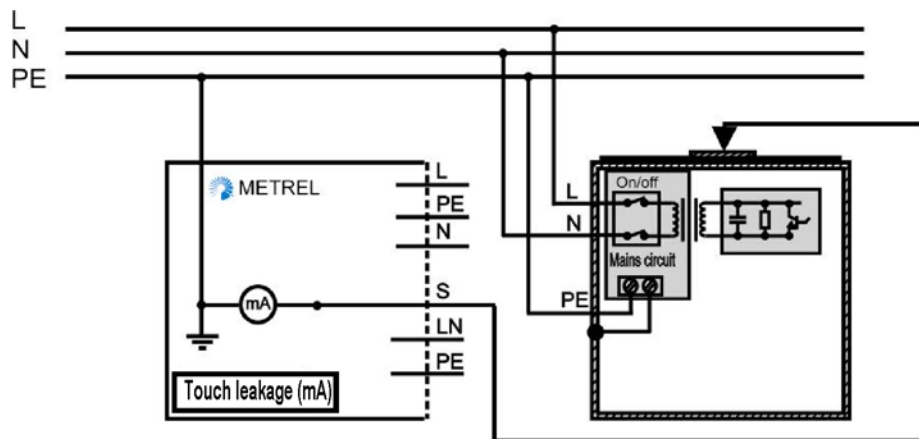 L
N
PE
METREL
L
PE
N
S
mA
LN
PE
Touch leakage (mA)
On/off
L
N
Mains circuit
PE